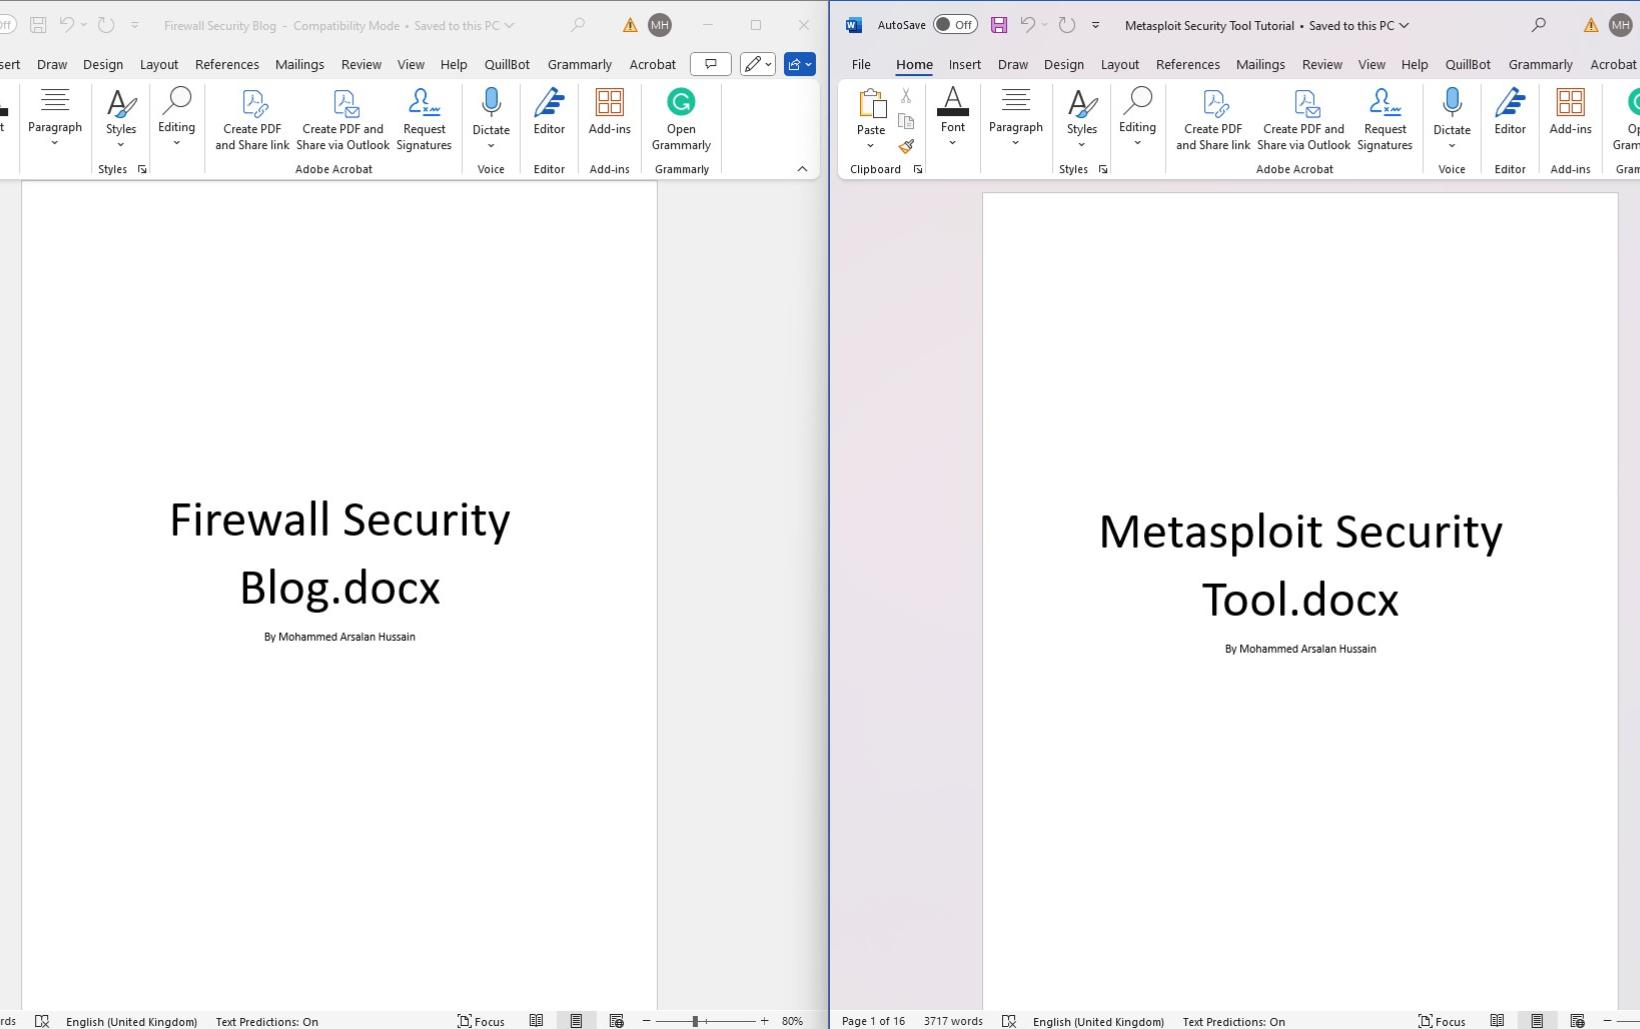 Firewall Security Blog - Compatibility Mode • Saved to this PC
MH
Draw Design Layout References Mailings Review View Help QuillBot Grammarly Acrobat
Paragraph
Styles
Editing
Create PDF and Share link
Create PDF and Share via Outlook
Request Signatures
Dictate
Editor
Add-ins
Open Grammarly
Styles
Adobe Acrobat
Voice
Editor
Add-ins
Grammarly
Firewall Security
Blog.docx
By Mohammed Arsalan Hussain
English (United Kingdom) Text Predictions: On Focus 80%
AutoSave Off Metasploit Security Tool Tutorial • Saved to this PC
MH
File Home Insert Draw Design Layout References Mailings Review View Help QuillBot Grammarly Acrobat
Paste
Font
Paragraph
Styles
Editing
Create PDF and Share link
Create PDF and Share via Outlook
Request Signatures
Dictate
Editor
Add-ins
Clipboard
Styles
Adobe Acrobat
Voice
Editor
Add-ins
Metasploit Security
Tool.docx
By Mohammed Arsalan Hussain
Page 1 of 16 3717 words English (United Kingdom) Text Predictions: On Focus